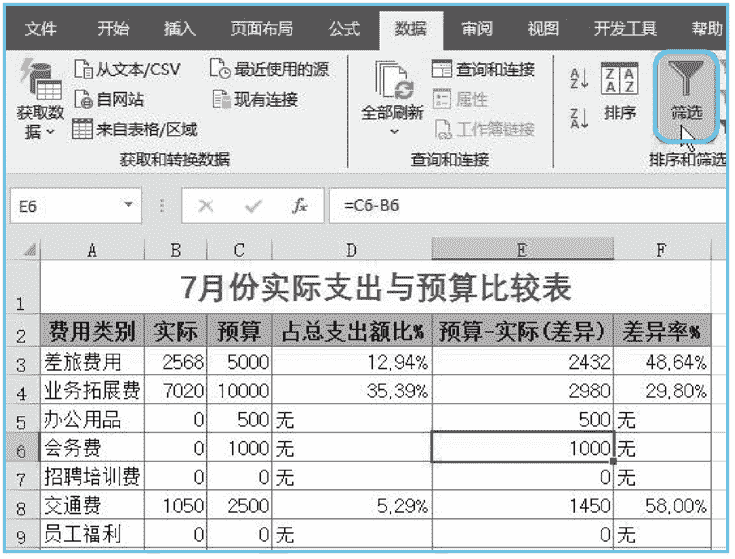 文件 开始 插入 页面布局 公式 数据 审阅 视图 开发工具 帮助
获取数据 从文本/CSV 自网站 来自表格/区域 最近使用的源 现有连接
获取和转换数据
全部刷新 查询和连接 属性 工作簿链接
查询和连接
排序 筛选
排序和筛选
E6 fx =C6-B6
A B C D E F
1 7月份实际支出与预算比较表
2 费用类别 实际 预算 占总支出额比% 预算-实际(差异) 差异率%
3 差旅费用 2568 5000 12.94% 2432 48.64%
4 业务拓展费 7020 10000 35.39% 2980 29.80%
5 办公用品 0 500 无 500 无
6 会务费 0 1000 无 1000 无
7 招聘培训费 0 0 无 0 无
8 交通费 1050 2500 5.29% 1450 58.00%
9 员工福利 0 0 无 0 无